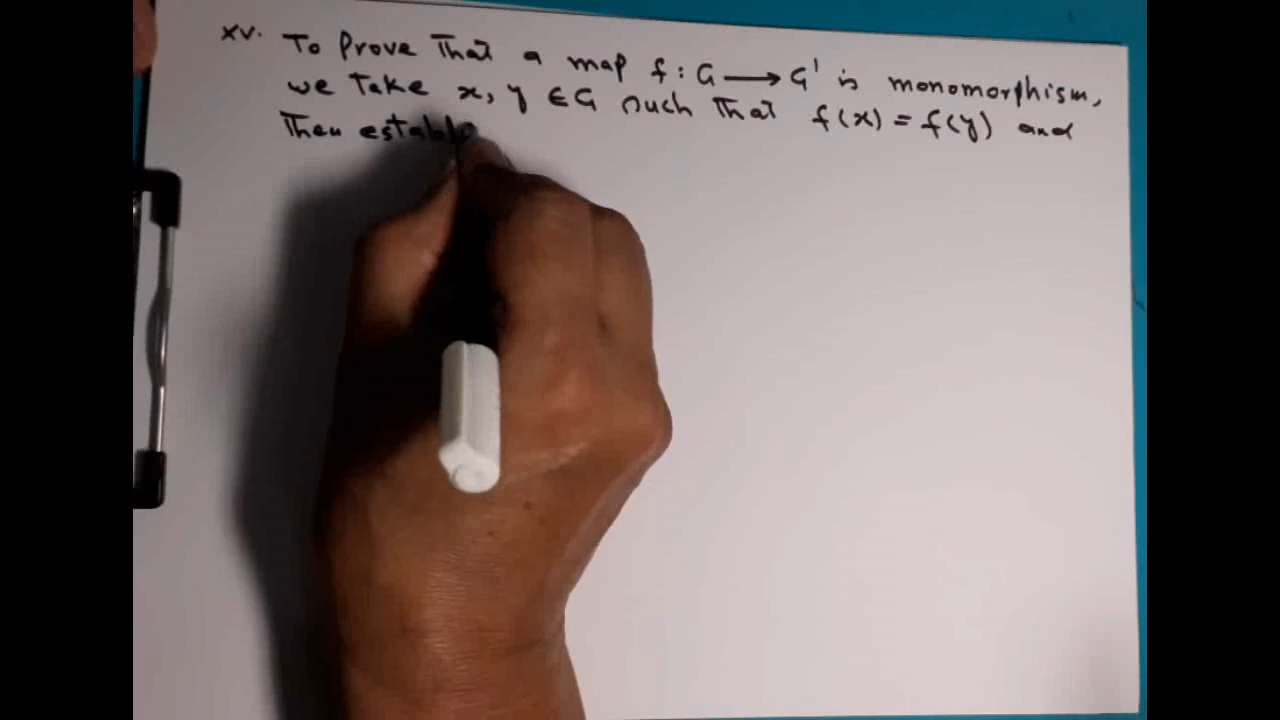 xv. To Prove That a map f : G ⟶ G' is monomorphism,
we Take x, y ∈ G such That f(x) = f(y) and
Then establ